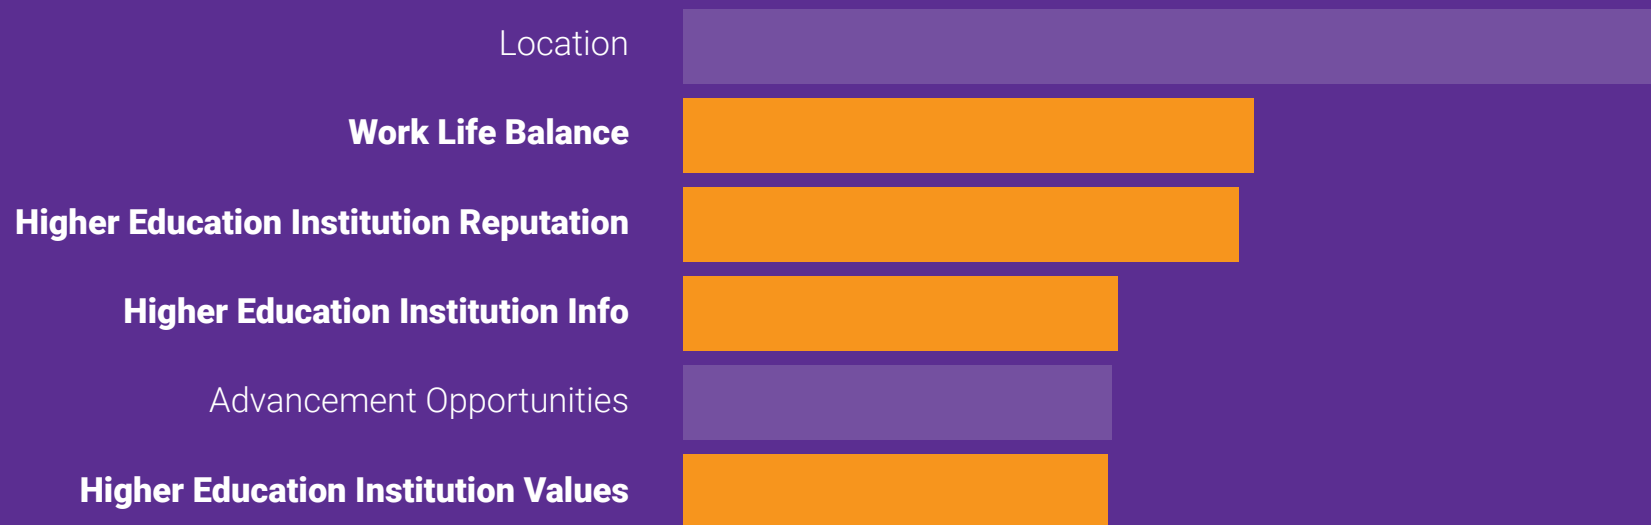 Location
Work Life Balance
Higher Education Institution Reputation
Higher Education Institution Info
Advancement Opportunities
Higher Education Institution Values